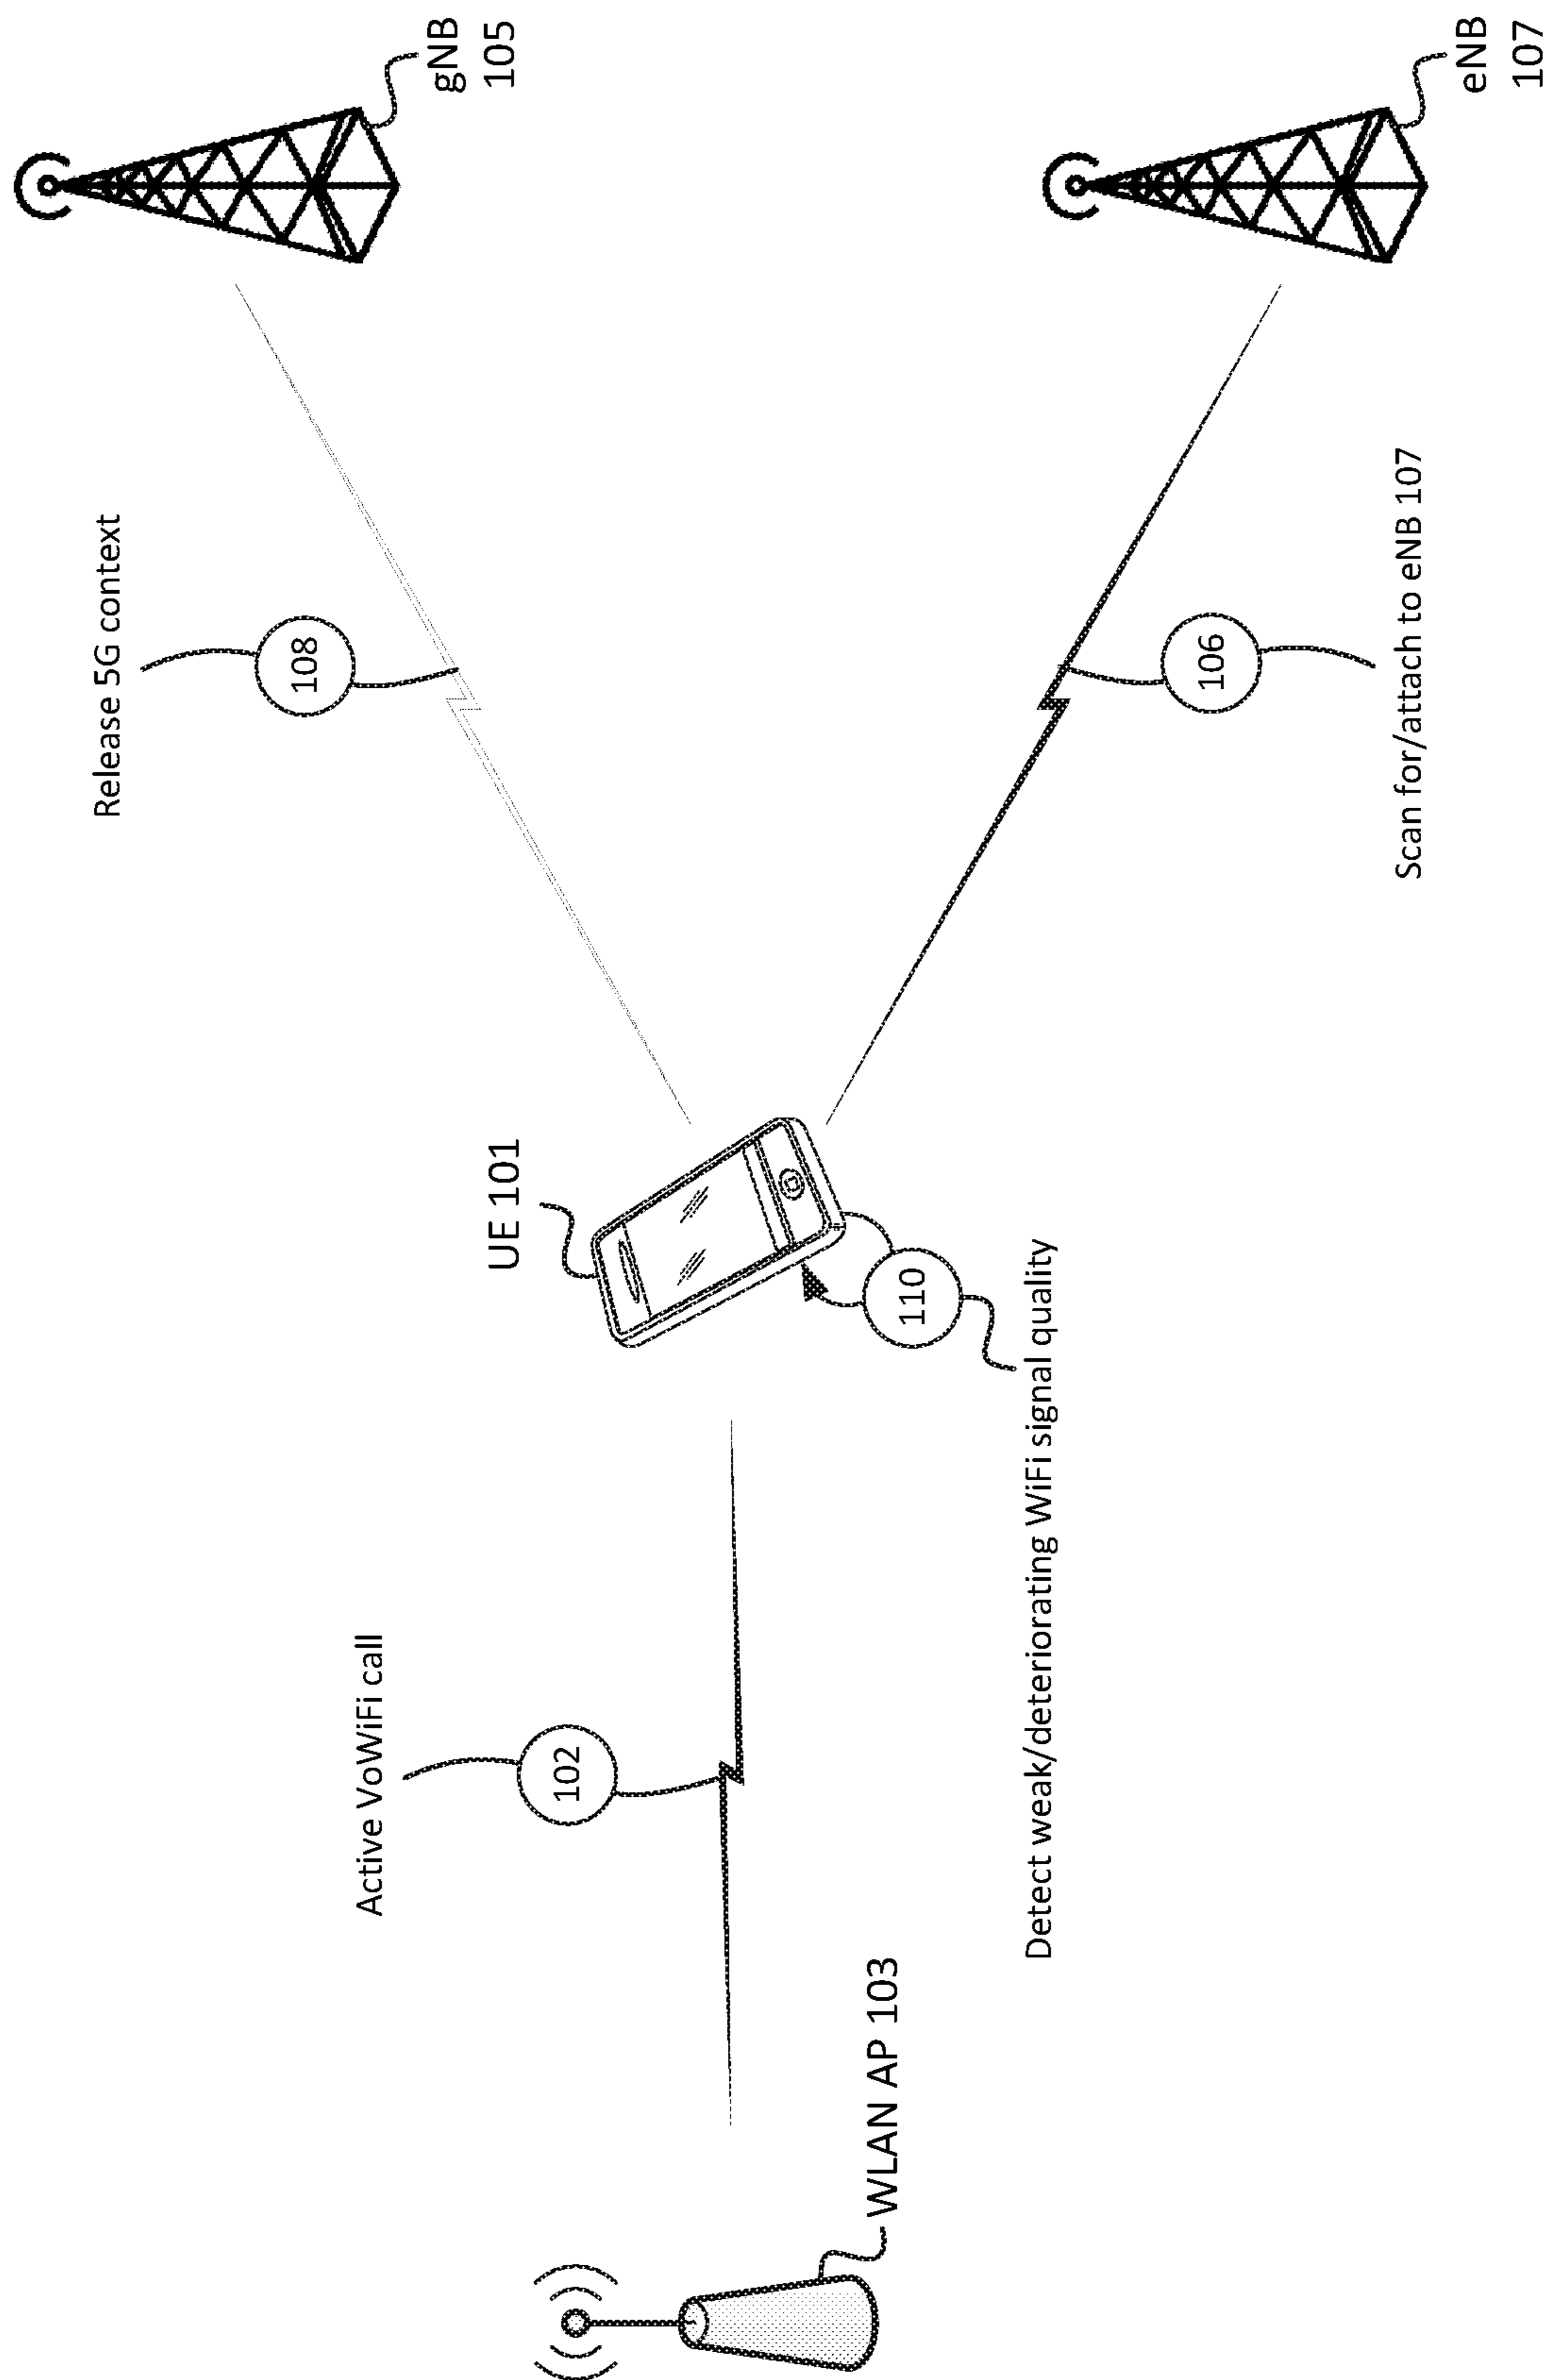 gNB
105
Release 5G context
108
UE 101
Active VoWiFi call
102
WLAN AP 103
110
Detect weak/deteriorating WiFi signal quality
106
Scan for/attach to eNB 107
eNB
107